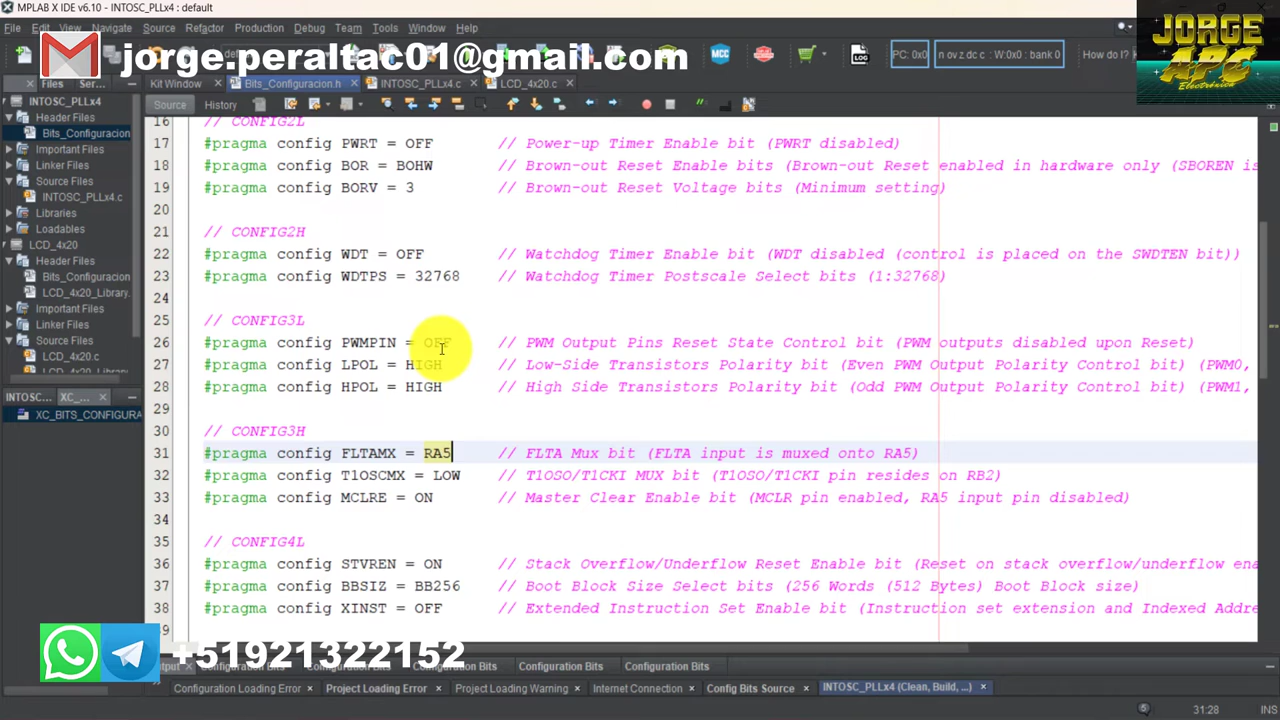 MPLAB X IDE v6.10 - INTOSC_PLLx4 : default
File Edit View Navigate Source Refactor Production Debug Team Tools Window Help
jorge.peraltac01@gmail.com
PC: 0x0 n ov z dc c : W:0x0 : bank 0 How do I?
JORGE
APC
Electrónica
Files Ser... Kit Window Bits_Configuracion.h INTOSC_PLLx4.c LCD_4x20.c
Source History
INTOSC_PLLx4
Header Files
Bits_Configuracion
Important Files
Linker Files
Source Files
INTOSC_PLLx4.c
Libraries
Loadables
LCD_4x20
Header Files
Bits_Configuracion
LCD_4x20_Library.
Important Files
Linker Files
Source Files
LCD_4x20.c
LCD_4x20_Library.
INTOSC... XC_...
XC_BITS_CONFIGURA
16 // CONFIG2L
17 #pragma config PWRT = OFF // Power-up Timer Enable bit (PWRT disabled)
18 #pragma config BOR = BOHW // Brown-out Reset Enable bits (Brown-out Reset enabled in hardware only (SBOREN is
19 #pragma config BORV = 3 // Brown-out Reset Voltage bits (Minimum setting)
20
21 // CONFIG2H
22 #pragma config WDT = OFF // Watchdog Timer Enable bit (WDT disabled (control is placed on the SWDTEN bit))
23 #pragma config WDTPS = 32768 // Watchdog Timer Postscale Select bits (1:32768)
24
25 // CONFIG3L
26 #pragma config PWMPIN = OFF // PWM Output Pins Reset State Control bit (PWM outputs disabled upon Reset)
27 #pragma config LPOL = HIGH // Low-Side Transistors Polarity bit (Even PWM Output Polarity Control bit) (PWM0,
28 #pragma config HPOL = HIGH // High Side Transistors Polarity bit (Odd PWM Output Polarity Control bit) (PWM1,
29
30 // CONFIG3H
31 #pragma config FLTAMX = RA5 // FLTA Mux bit (FLTA input is muxed onto RA5)
32 #pragma config T1OSCMX = LOW // T1OSO/T1CKI MUX bit (T1OSO/T1CKI pin resides on RB2)
33 #pragma config MCLRE = ON // Master Clear Enable bit (MCLR pin enabled, RA5 input pin disabled)
34
35 // CONFIG4L
36 #pragma config STVREN = ON // Stack Overflow/Underflow Reset Enable bit (Reset on stack overflow/underflow ena
37 #pragma config BBSIZ = BB256 // Boot Block Size Select bits (256 Words (512 Bytes) Boot Block size)
38 #pragma config XINST = OFF // Extended Instruction Set Enable bit (Instruction set extension and Indexed Addre
+51921322152
Configuration Bits Configuration Bits
Configuration Loading Error Project Loading Error Project Loading Warning Internet Connection Config Bits Source INTOSC_PLLx4 (Clean, Build, ...)
31:28 INS